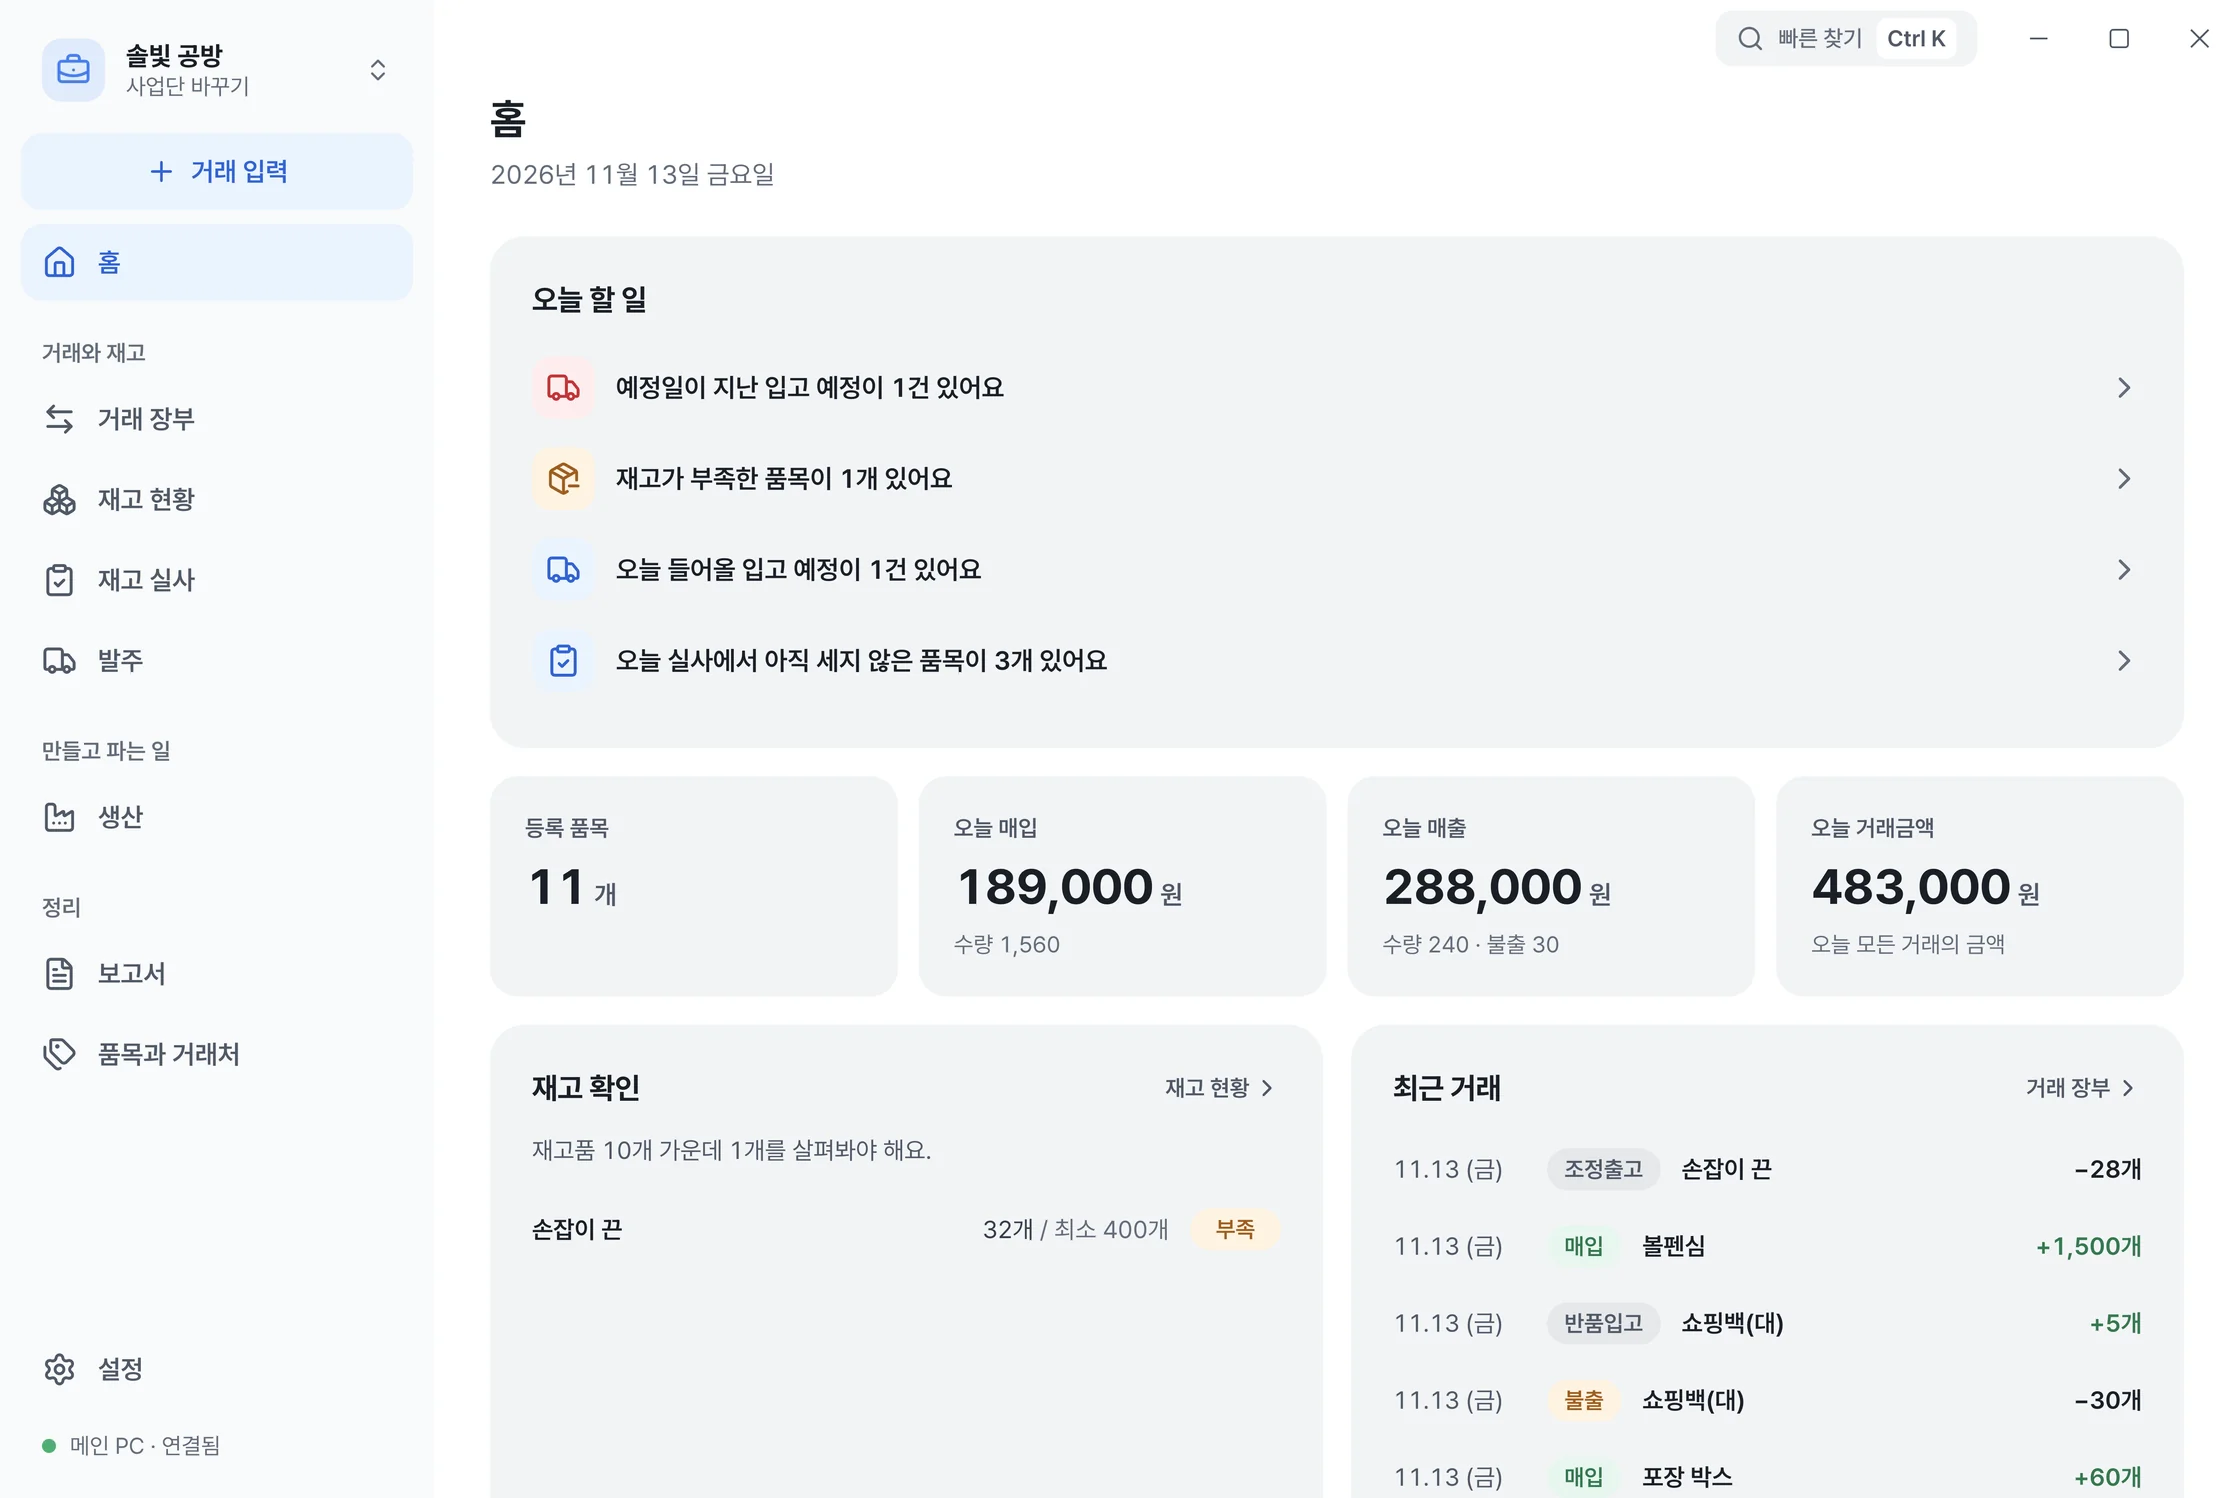 솔빛 공방
사업단 바꾸기
거래 입력
홈
거래와 재고
거래 장부
재고 현황
재고 실사
발주
만들고 파는 일
생산
정리
보고서
품목과 거래처
설정
메인 PC · 연결됨
빠른 찾기 Ctrl K
홈
2026년 11월 13일 금요일
오늘 할 일
예정일이 지난 입고 예정이 1건 있어요
재고가 부족한 품목이 1개 있어요
오늘 들어올 입고 예정이 1건 있어요
오늘 실사에서 아직 세지 않은 품목이 3개 있어요
등록 품목
11 개
오늘 매입
189,000 원
수량 1,560
오늘 매출
288,000 원
수량 240 · 불출 30
오늘 거래금액
483,000 원
오늘 모든 거래의 금액
재고 확인 재고 현황
재고품 10개 가운데 1개를 살펴봐야 해요.
손잡이 끈 32개 / 최소 400개 부족
최근 거래 거래 장부
11.13 (금) 조정출고 손잡이 끈 −28개
11.13 (금) 매입 볼펜심 +1,500개
11.13 (금) 반품입고 쇼핑백(대) +5개
11.13 (금) 불출 쇼핑백(대) −30개
11.13 (금) 매입 포장 박스 +60개